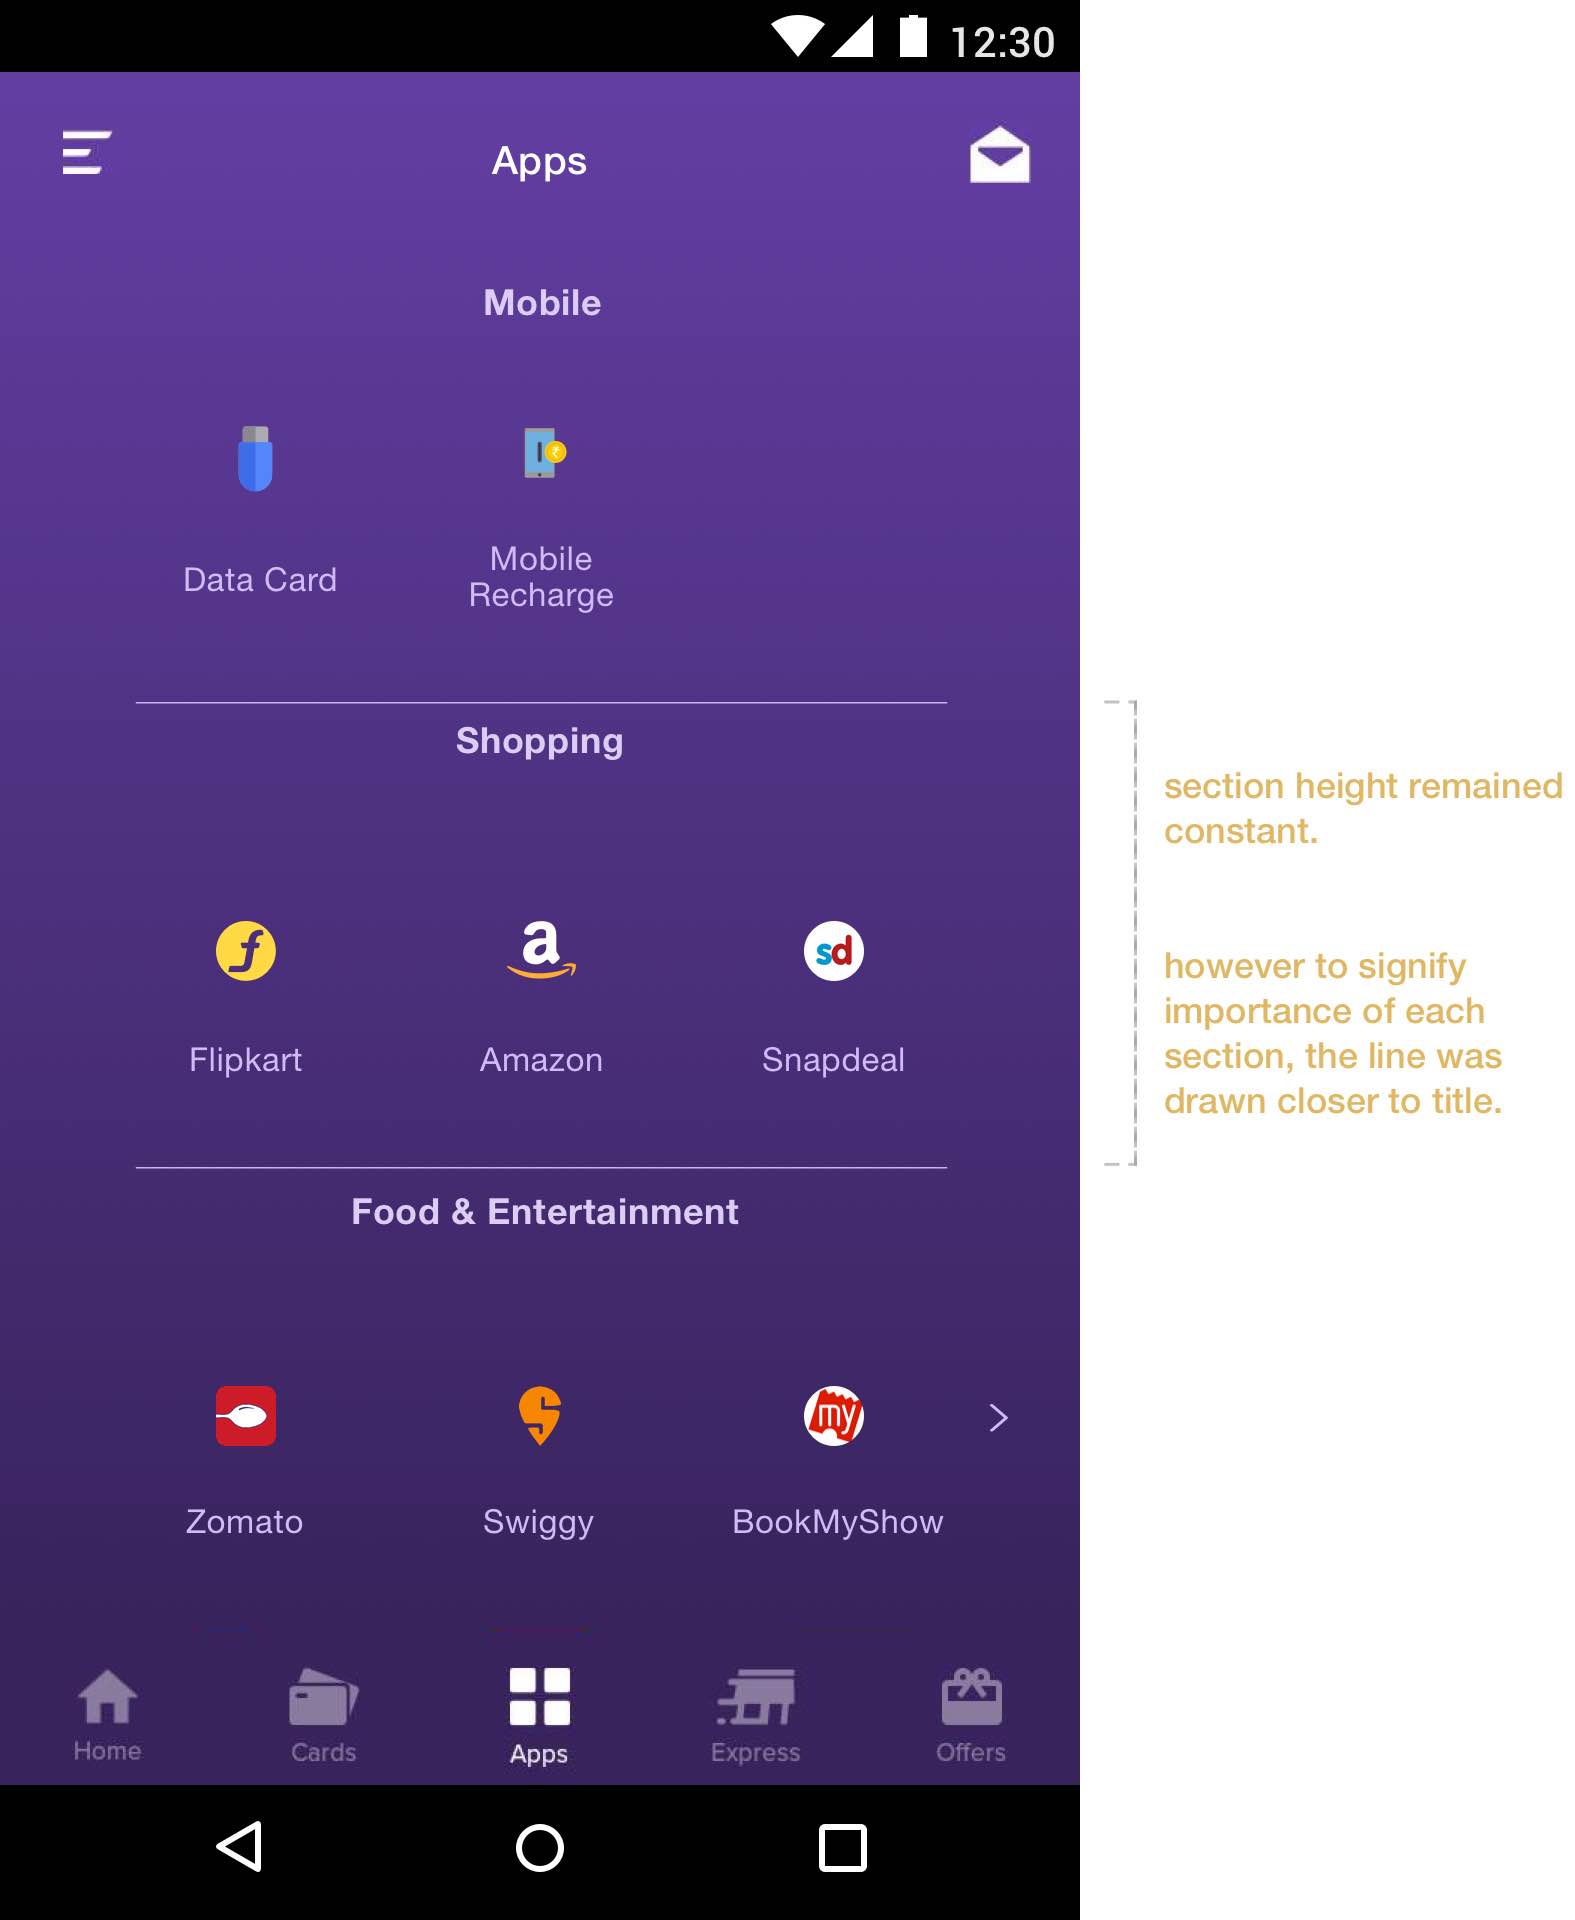 12:30
Apps
Mobile
Data Card
Mobile
Recharge
Shopping
section height remained
constant.
however to signify
importance of each
section, the line was
drawn closer to title.
f
a
sd
Flipkart
Amazon
Snapdeal
Food & Entertainment
my
Zomato
Swiggy
BookMyShow
Home
Cards
Apps
Express
Offers